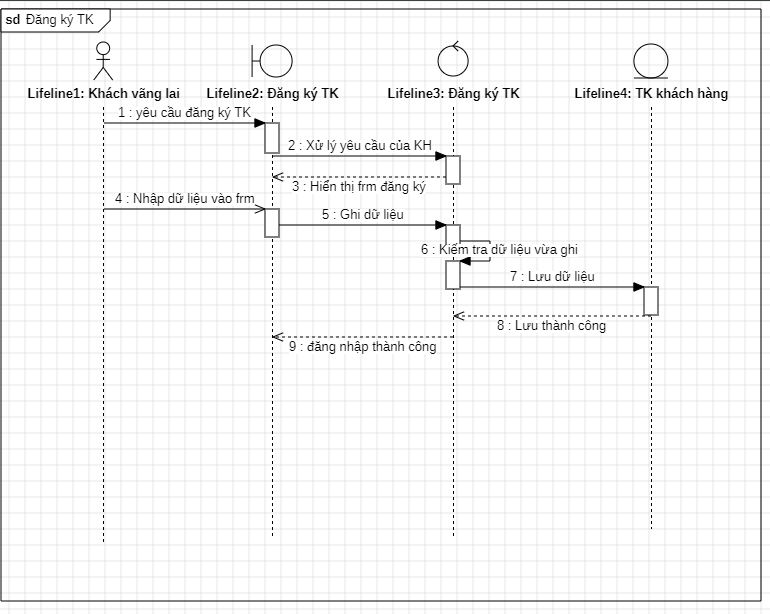 sd Đăng ký TK
Lifeline1: Khách vãng lai
Lifeline2: Đăng ký TK
Lifeline3: Đăng ký TK
Lifeline4: TK khách hàng
1 : yêu cầu đăng ký TK
2 : Xử lý yêu cầu của KH
3 : Hiển thị frm đăng ký
4 : Nhập dữ liệu vào frm
5 : Ghi dữ liệu
6 : Kiểm tra dữ liệu vừa ghi
7 : Lưu dữ liệu
8 : Lưu thành công
9 : đăng nhập thành công